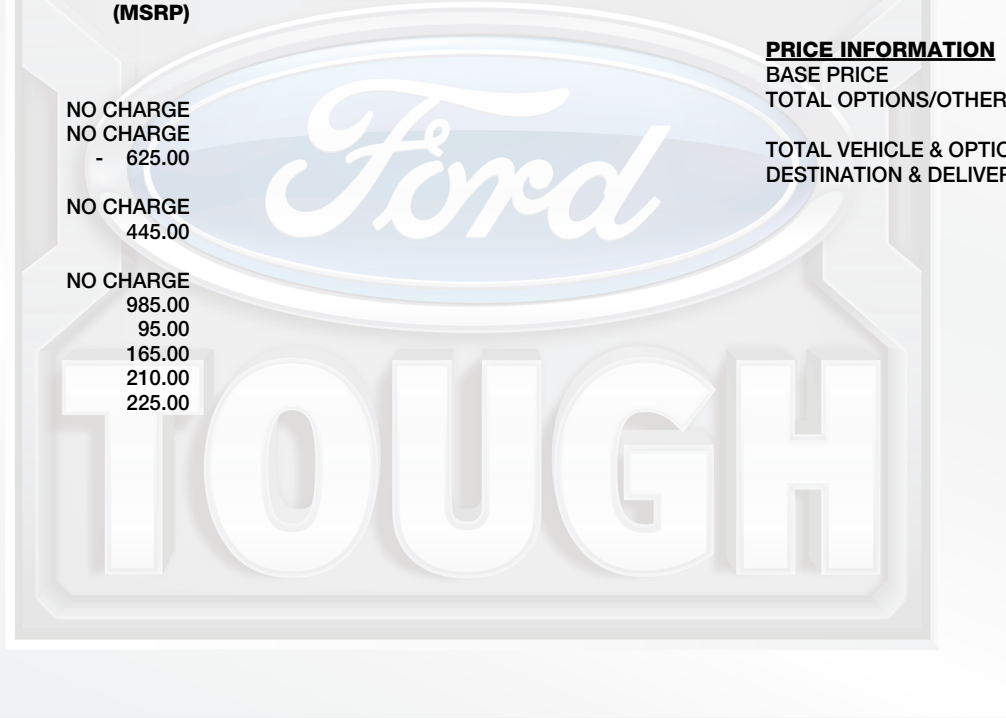 (MSRP)
NO CHARGE
NO CHARGE
- 625.00
NO CHARGE
445.00
NO CHARGE
985.00
95.00
165.00
210.00
225.00
PRICE INFORMATION
BASE PRICE
TOTAL OPTIONS/OTHER
TOTAL VEHICLE & OPTIO
DESTINATION & DELIVER
Ford
TOUGH